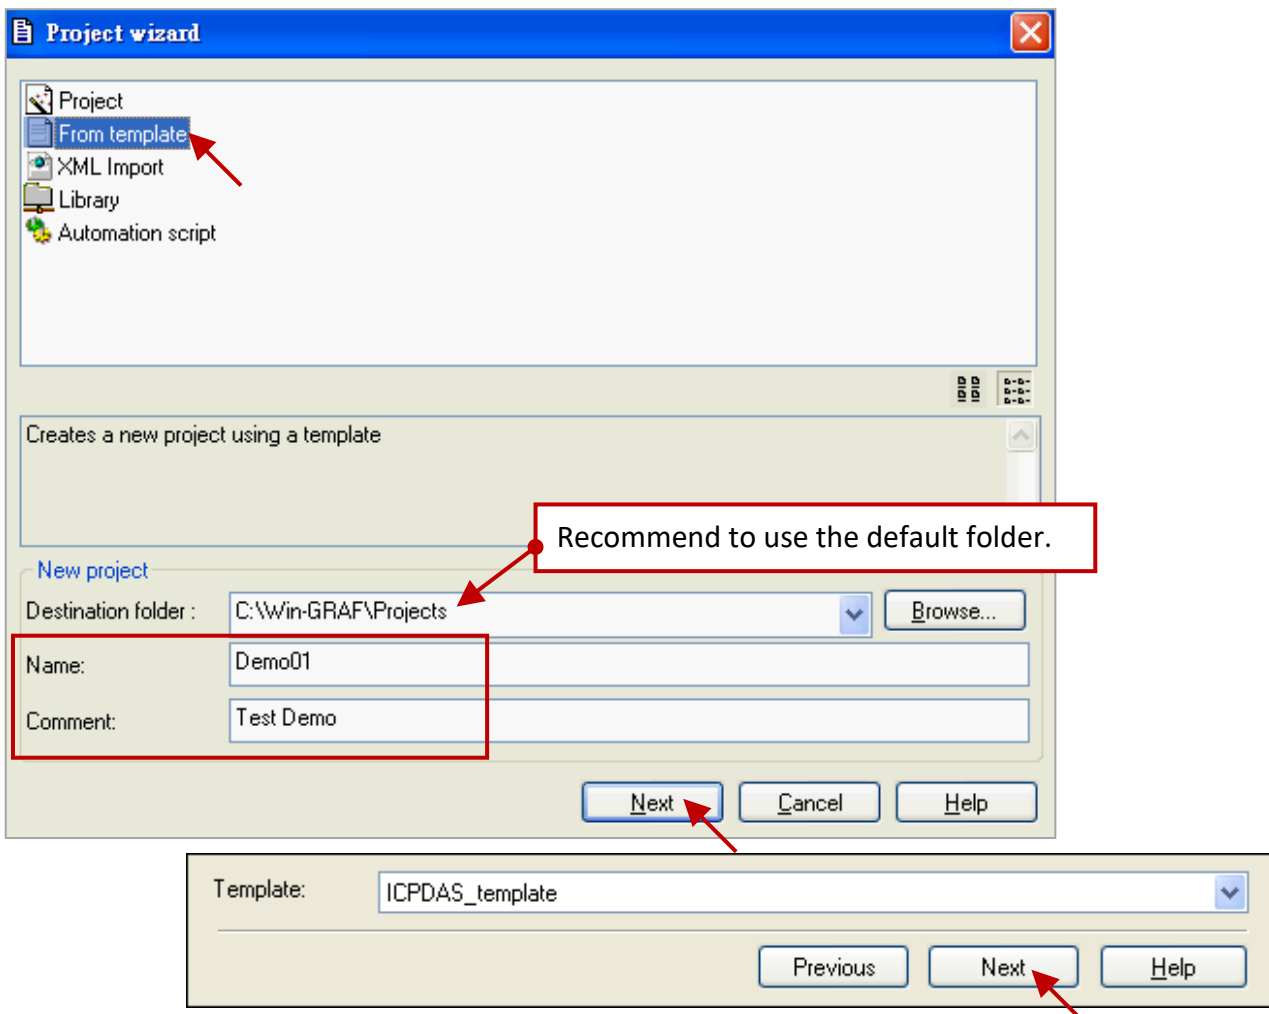 Project wizard
Project
From template
XML Import
Library
Automation script
Creates a new project using a template
Recommend to use the default folder.
New project
Destination folder : C:\Win-GRAF\Projects Browse...
Name: Demo01
Comment: Test Demo
Next Cancel Help
Template: ICPDAS_template
Previous Next Help